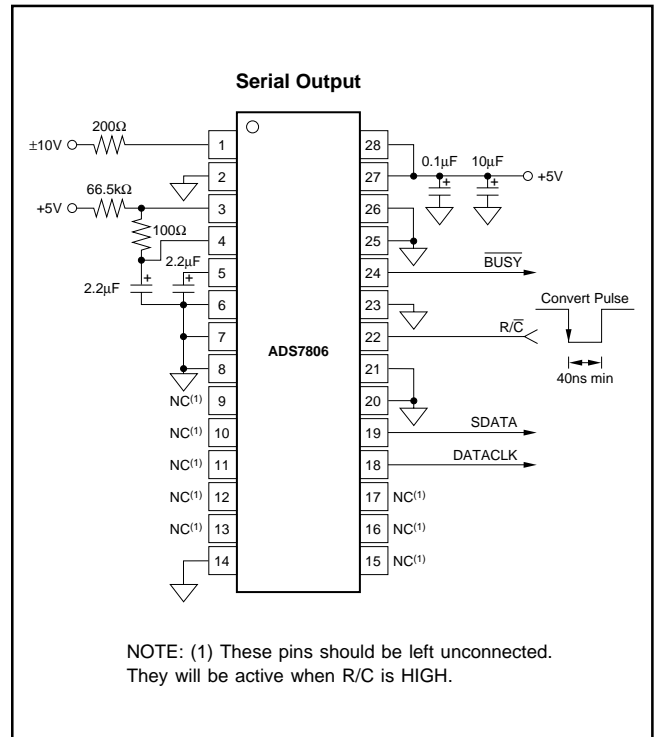 Serial Output
200Ω
±10V
66.5kΩ
+5V
100Ω
2.2μF
+
2.2μF
+
1
2
3
4
5
6
7
8
NC(1) 9
NC(1) 10
NC(1) 11
NC(1) 12
NC(1) 13
14
ADS7806
28
27
26
25
24
23
22
21
20
19
18
17 NC(1)
16 NC(1)
15 NC(1)
0.1μF
+
10μF
+
+5V
BUSY
Convert Pulse
R/C
40ns min
SDATA
DATACLK
NOTE: (1) These pins should be left unconnected.
They will be active when R/C is HIGH.